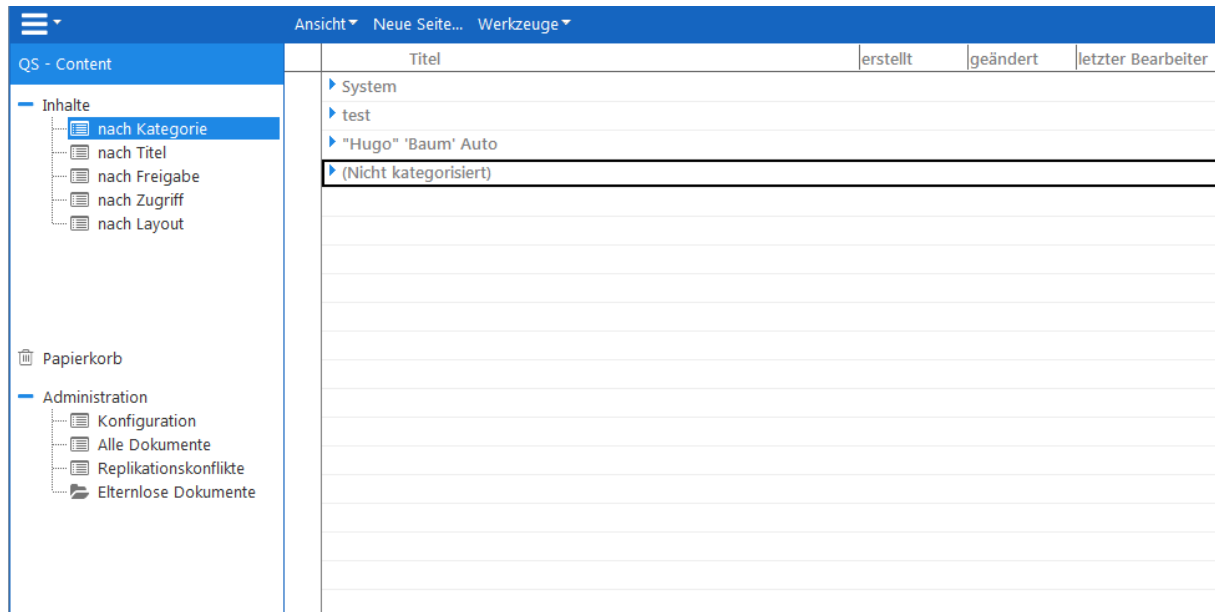 Ansicht Neue Seite... Werkzeuge
QS - Content
Titel erstellt geändert letzter Bearbeiter
Inhalte
nach Kategorie
nach Titel
nach Freigabe
nach Zugriff
nach Layout
Papierkorb
Administration
Konfiguration
Alle Dokumente
Replikationskonflikte
Elternlose Dokumente
System
test
"Hugo" 'Baum' Auto
(Nicht kategorisiert)